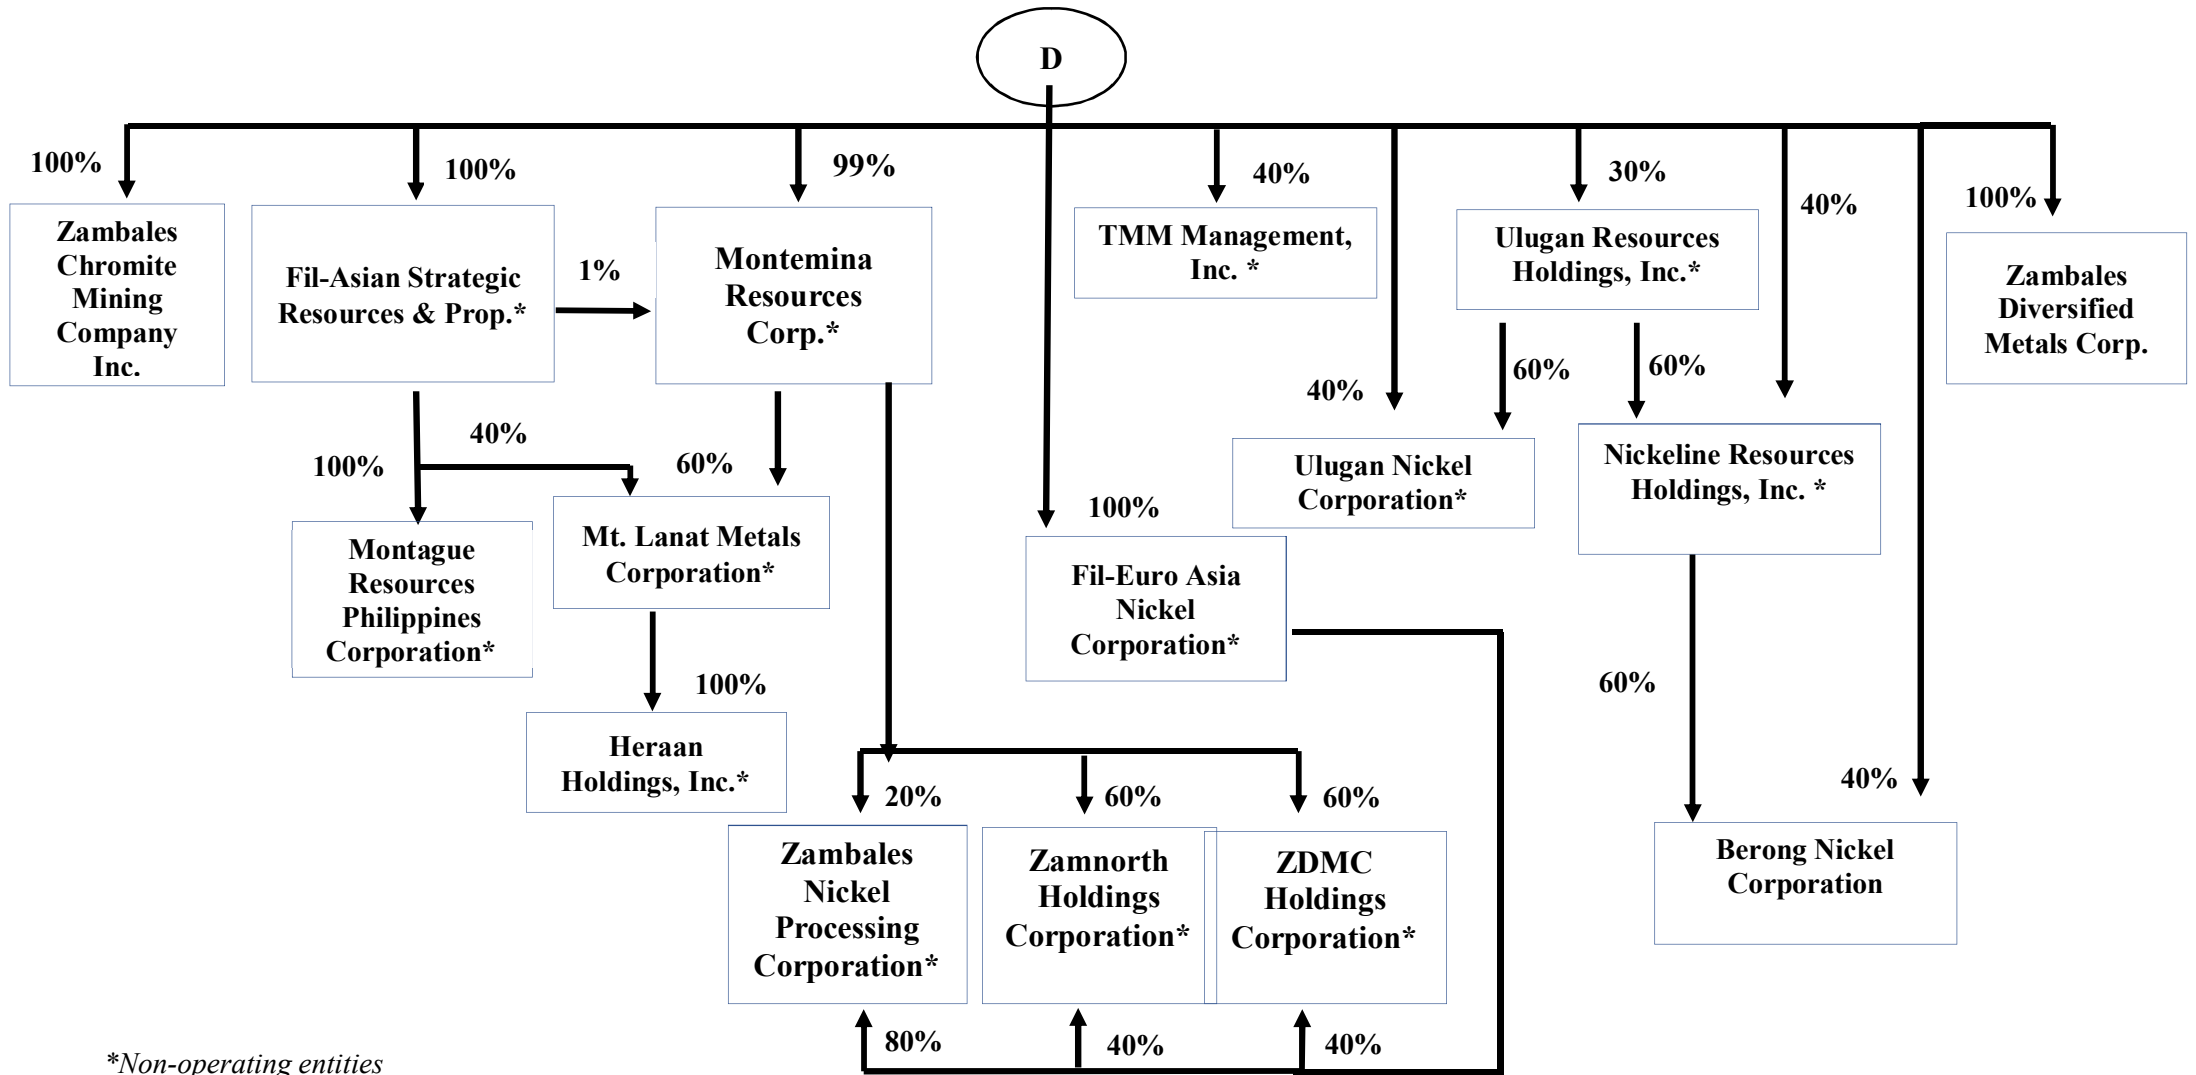 D
100%
100%
99%
40%
30%
40%
100%
Zambales
Chromite
Mining
Company
Inc.
Fil-Asian Strategic
Resources & Prop.*
1%
Montemina
Resources
Corp.*
TMM Management,
Inc. *
Ulugan Resources
Holdings, Inc.*
Zambales
Diversified
Metals Corp.
40%
60%
60%
100%
40%
60%
Ulugan Nickel
Corporation*
Nickeline Resources
Holdings, Inc. *
Montague
Resources
Philippines
Corporation*
Mt. Lanat Metals
Corporation*
100%
Fil-Euro Asia
Nickel
Corporation*
100%
60%
Heraan
Holdings, Inc.*
20%
60%
60%
40%
Zambales
Nickel
Processing
Corporation*
Zamnorth
Holdings
Corporation*
ZDMC
Holdings
Corporation*
Berong Nickel
Corporation
80%
40%
40%
*Non-operating entities